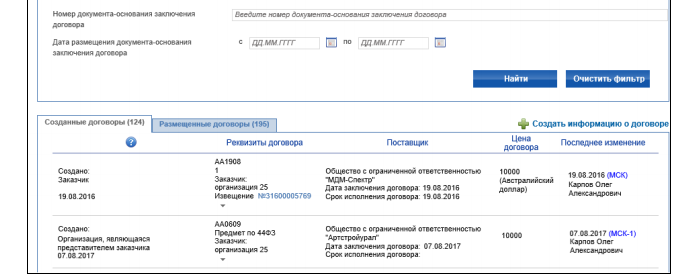 Номер документа-основания заключения
договора
Введите номер документа-основания заключения договора
Дата размещения документа-основания
заключения договора
с ДД.ММ.ГГГГ по ДД.ММ.ГГГГ
Найти Очистить фильтр
Созданные договоры (124) Размещенные договоры (195) Создать информацию о договоре
? Реквизиты договора Поставщик Цена договора Последнее изменение
Создано:
Заказчик
19.08.2016
АА1908
1
Заказчик:
организация 25
Извещение №31600005769
Общество с ограниченной ответственностью
"МДМ-Спектр"
Дата заключения договора: 19.08.2016
Срок исполнения договора: 19.08.2016
10000
(Австралийский
доллар)
19.08.2016 (МСК)
Карпов Олег
Александрович
Создано:
Организация, являющаяся
представителем заказчика
07.08.2017
АА0609
Предмет по 44ФЗ
Заказчик:
организация 25
Общество с ограниченной ответственностью
"Артстройурал"
Дата заключения договора: 07.08.2017
Срок исполнения договора:
10000
07.08.2017 (МСК-1)
Карпов Олег
Александрович